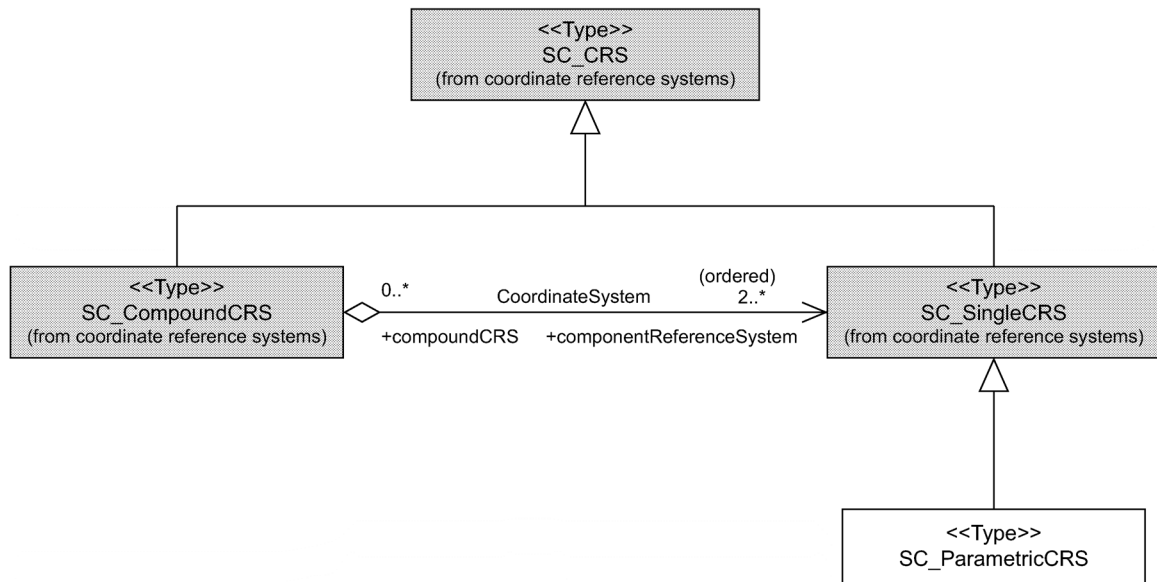 <<Type>>
SC_CRS
(from coordinate reference systems)
<<Type>>
SC_CompoundCRS
(from coordinate reference systems)
0..*
+compoundCRS
CoordinateSystem
(ordered)
2..*
+componentReferenceSystem
<<Type>>
SC_SingleCRS
(from coordinate reference systems)
<<Type>>
SC_ParametricCRS